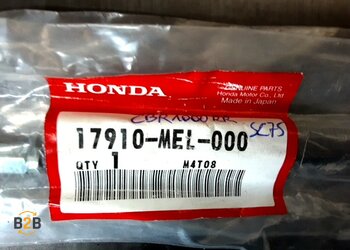 HONDA
GENUINE PARTS
Honda Motor Co., Ltd.
Made in Japan
CBR1000RR
SC75
17910-MEL-000
QTY 1 M4T08
B2B